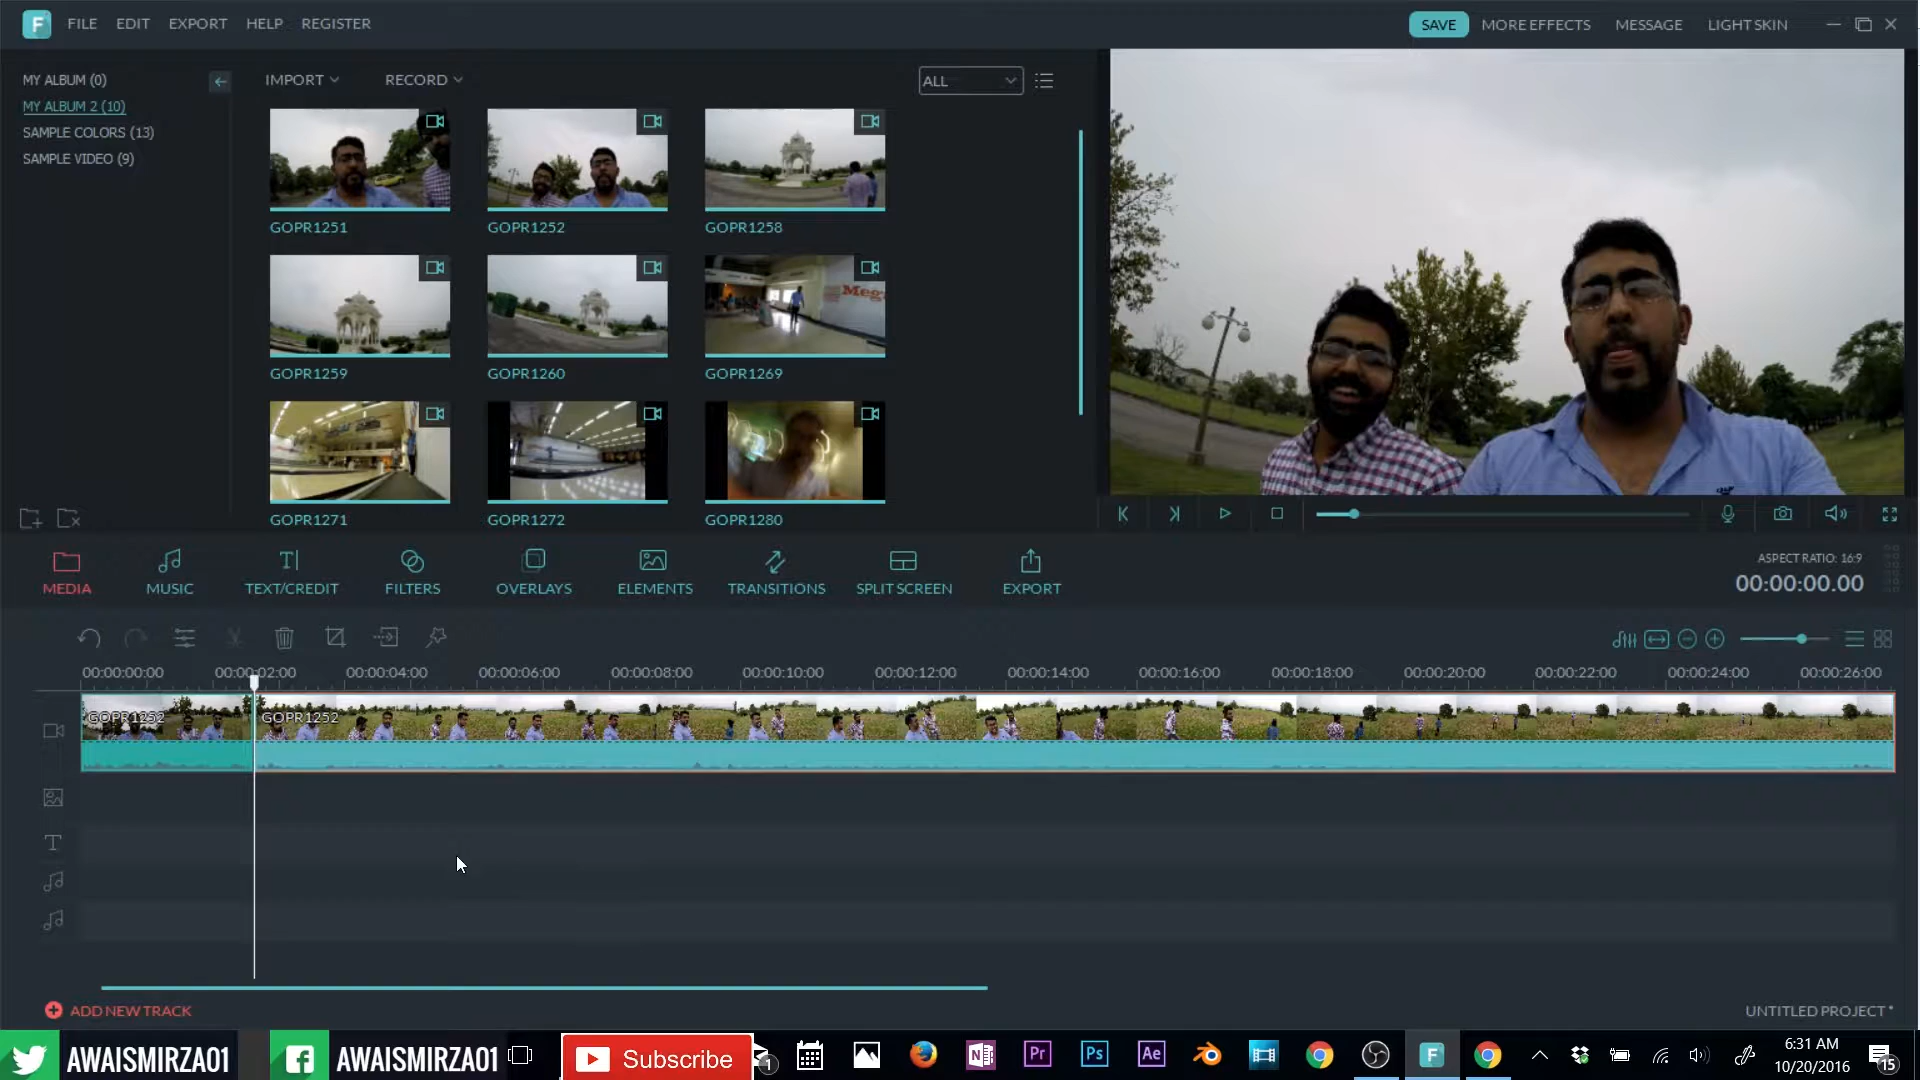 F FILE EDIT EXPORT HELP REGISTER SAVE MORE EFFECTS MESSAGE LIGHT SKIN
MY ALBUM (0)
MY ALBUM 2 (10)
SAMPLE COLORS (13)
SAMPLE VIDEO (9)
IMPORT RECORD ALL
GOPR1251 GOPR1252 GOPR1258
Meg
GOPR1259 GOPR1260 GOPR1269
GOPR1271 GOPR1272 GOPR1280
MEDIA MUSIC TEXT/CREDIT FILTERS OVERLAYS ELEMENTS TRANSITIONS SPLIT SCREEN EXPORT
ASPECT RATIO: 16:9
00:00:00.00
00:00:00:00 00:00:02:00 00:00:04:00 00:00:06:00 00:00:08:00 00:00:10:00 00:00:12:00 00:00:14:00 00:00:16:00 00:00:18:00 00:00:20:00 00:00:22:00 00:00:24:00 00:00:26:00
GOPR1252 GOPR1252
T
ADD NEW TRACK
UNTITLED PROJECT *
AWAISMIRZA01 f AWAISMIRZA01 Subscribe 1 N Pr Ps Ae F
6:31 AM
10/20/2016
15